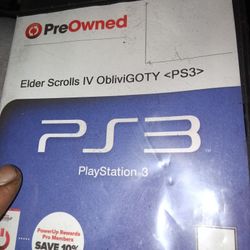 PreOwned
Elder Scrolls IV ObliviGOTY <PS3>
PS3
PlayStation 3
PowerUp Rewards
Pro Members
SAVE 10%